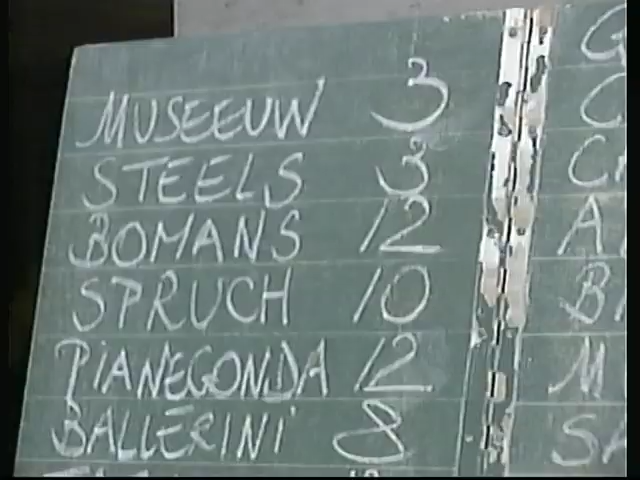 MUSEEUW 3
STEELS 3
BOMANS 12
SPRUCH 10
PIANEGONDA 12
BALLERINI 8